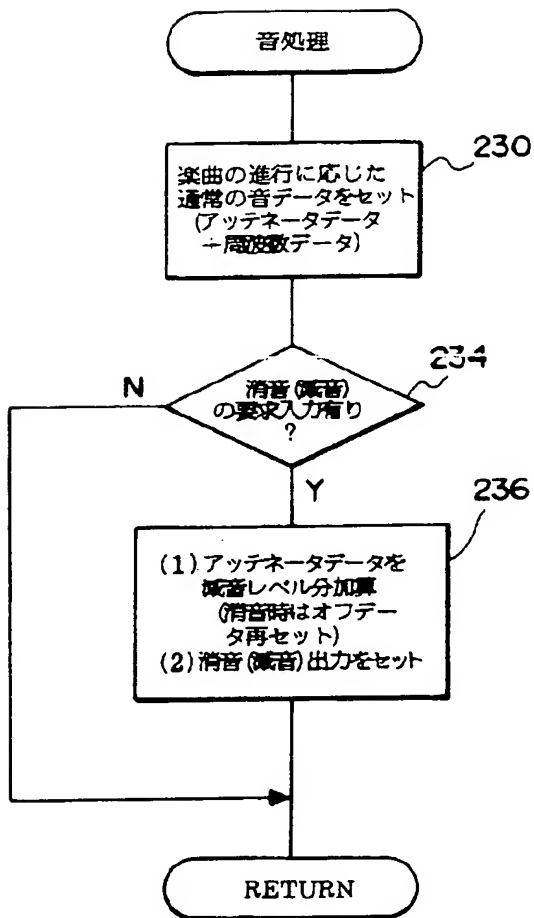 音処理
230
楽曲の進行に応じた
通常の音データをセット
(アッテネータデータ
+周波数データ)
234
N
消音(減音)
の要求入力有り
?
Y
236
(1)アッテネータデータを
減音レベル分加算
(消音時はオフデー
タ再セット)
(2)消音(減音)出力をセット
RETURN